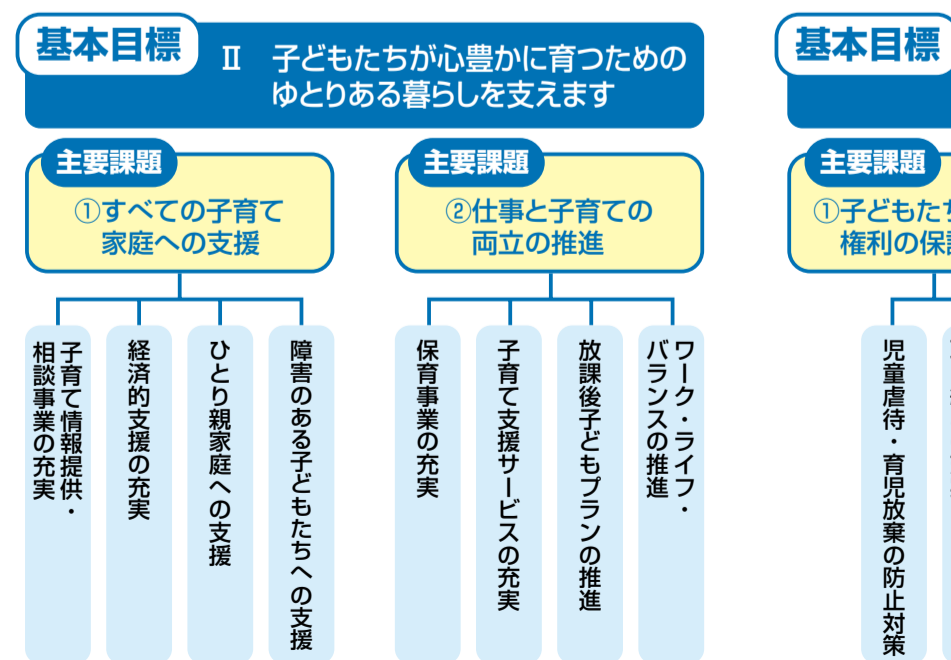 基本目標
Ⅱ 子どもたちが心豊かに育つための
ゆとりある暮らしを支えます
主要課題
①すべての子育て
家庭への支援
子育て情報提供・
相談事業の充実
経済的支援の充実
ひとり親家庭への支援
障害のある子どもたちへの支援
主要課題
②仕事と子育ての
両立の推進
保育事業の充実
子育て支援サービスの充実
放課後子どもプランの推進
ワーク・ライフ・
バランスの推進
基本目標
主要課題
①子どもたち
権利の保
児童虐待・育児放棄の防止対策